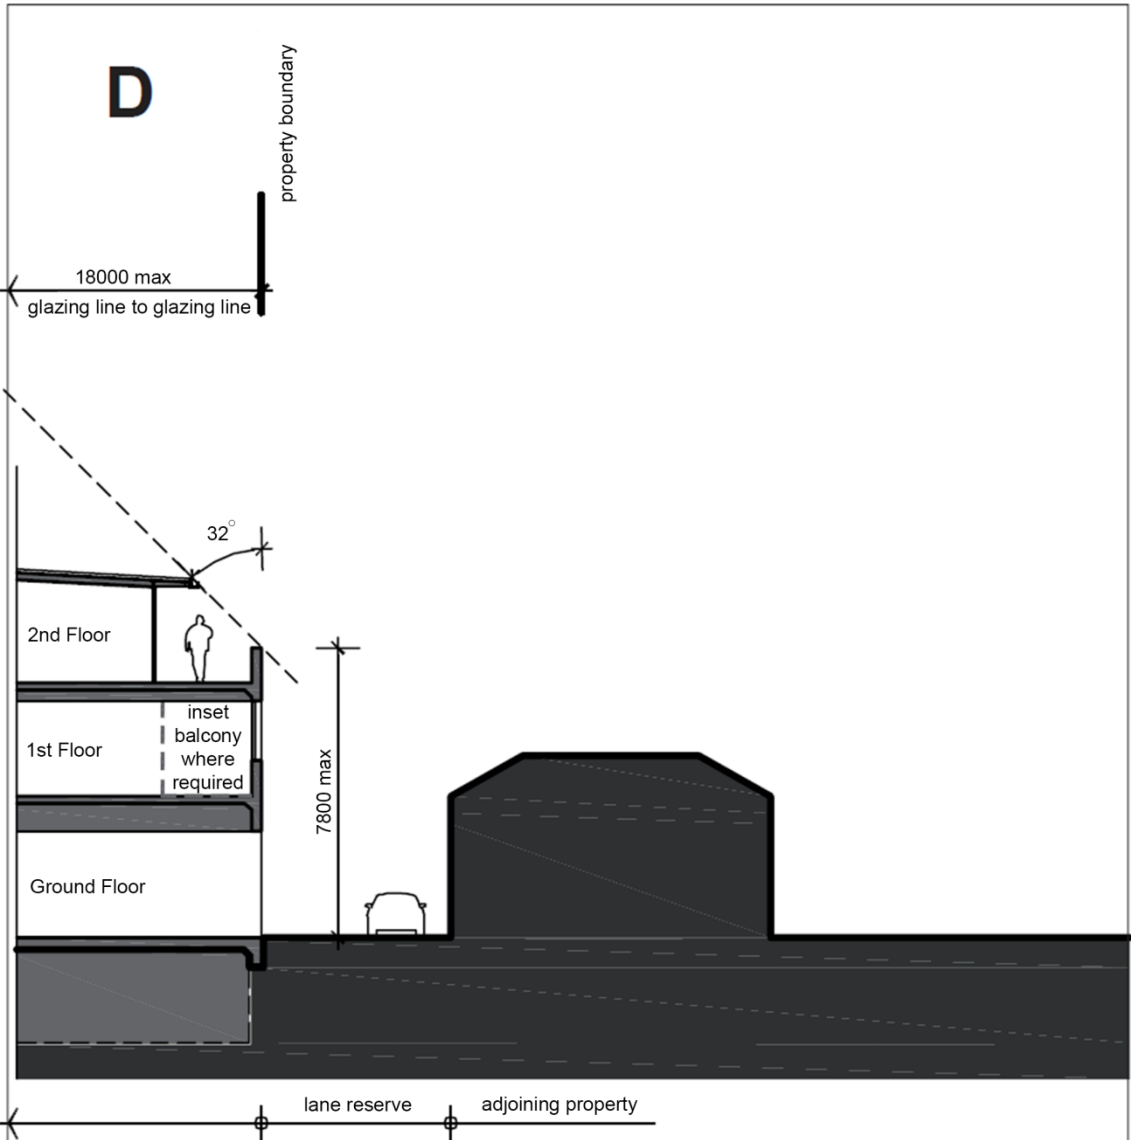 D
property boundary
18000 max
glazing line to glazing line
32°
2nd Floor
inset
balcony
where
required
1st Floor
7800 max
Ground Floor
lane reserve
adjoining property